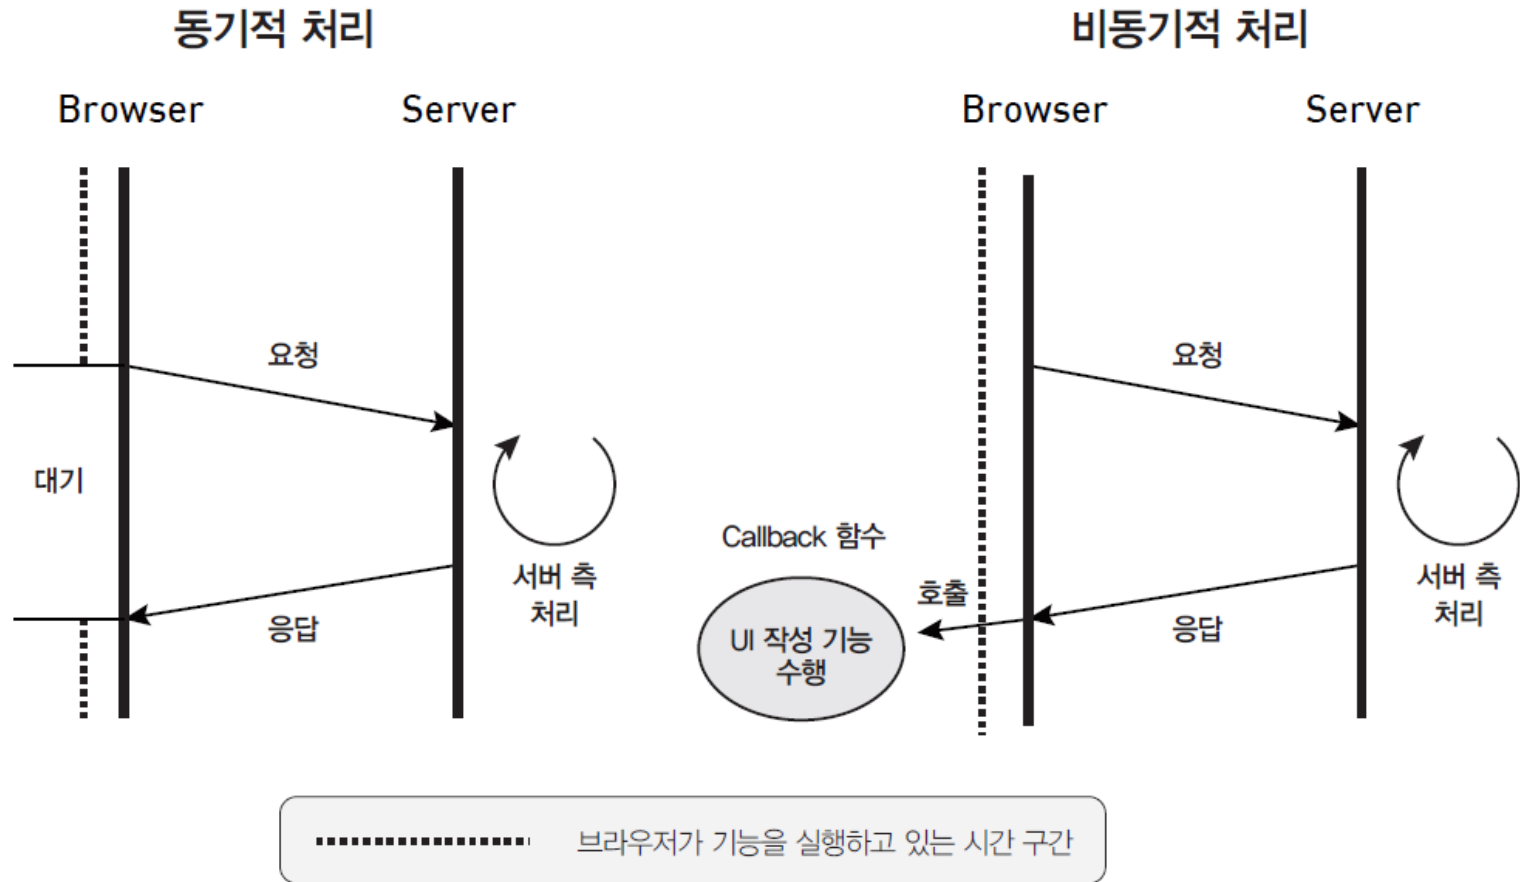 동기적 처리
Browser
Server
요청
대기
서버 측
처리
응답
비동기적 처리
Browser
Server
요청
Callback 함수
호출
UI 작성 기능
수행
서버 측
처리
응답
브라우저가 기능을 실행하고 있는 시간 구간